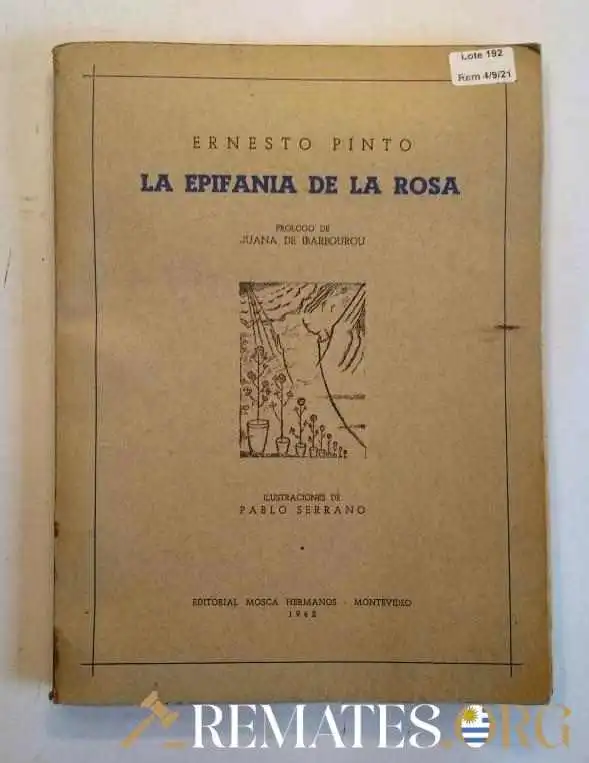 Lote 192
Rem 4/9/21
ERNESTO PINTO
LA EPIFANIA DE LA ROSA
PROLOGO DE
JUANA DE IBARBOUROU
ILUSTRACIONES DE
PABLO SERRANO
EDITORIAL MOSCA HERMANOS - MONTEVIDEO
1942
REMATES.ORG